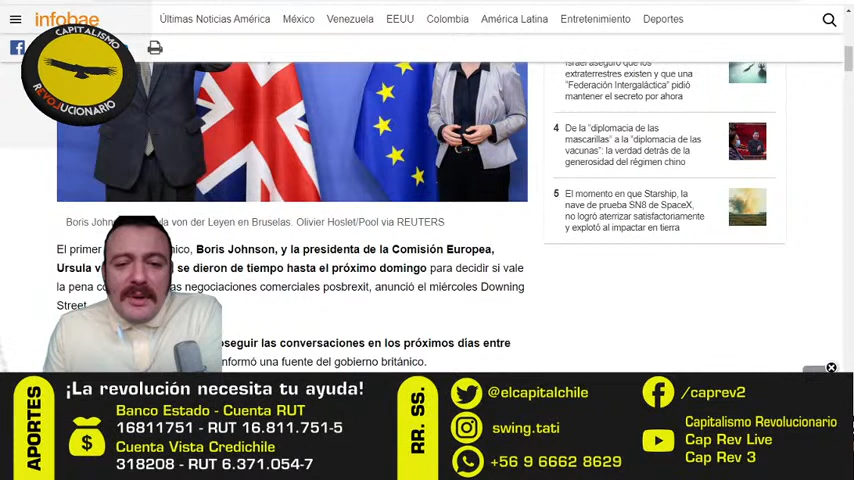 infobae
Últimas Noticias América México Venezuela EEUU Colombia América Latina Entretenimiento Deportes
CAPITALISMO
REVOLUCIONARIO
Israel aseguró que los
extraterrestres existen y que una
"Federación Intergaláctica" pidió
mantener el secreto por ahora
4 De la "diplomacia de las
mascarillas" a la "diplomacia de
vacunas": la verdad detrás de la
generosidad del régimen chino
5 El momento en que Starship, la
nave de prueba SN8 de SpaceX,
no logró aterrizar satisfactoriamente
y explotó al impactar en tierra
Boris Johns la von der Leyen en Bruselas. Olivier Hoslet/Pool via REUTERS
El primer nico, Boris Johnson, y la presidenta de la Comisión Europea,
Ursula v se dieron de tiempo hasta el próximo domingo para decidir si vale
la pena as negociaciones comerciales posbrexit, anunció el miércoles Downing
Street
oseguir las conversaciones en los próximos días entre
nformó una fuente del gobierno británico.
APORTES
¡La revolución necesita tu ayuda!
Banco Estado - Cuenta RUT
16811751 - RUT 16.811.751-5
Cuenta Vista Credichile
318208 - RUT 6.371.054-7
$
RR. SS.
@elcapitalchile
swing.tati
+56 9 6662 8629
/caprev2
Capitalismo Revolucionario
Cap Rev Live
Cap Rev 3